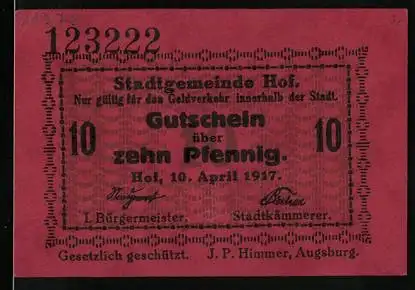 123222
Stadtgemeinde Hof.
Nur gültig für den Geldverkehr innerhalb der Stadt.
Gutschein
10 über 10
zehn Pfennig.
Hof, 10. April 1917.
I. Bürgermeister. Stadtkämmerer.
Gesetzlich geschützt. J. P. Himmer, Augsburg.